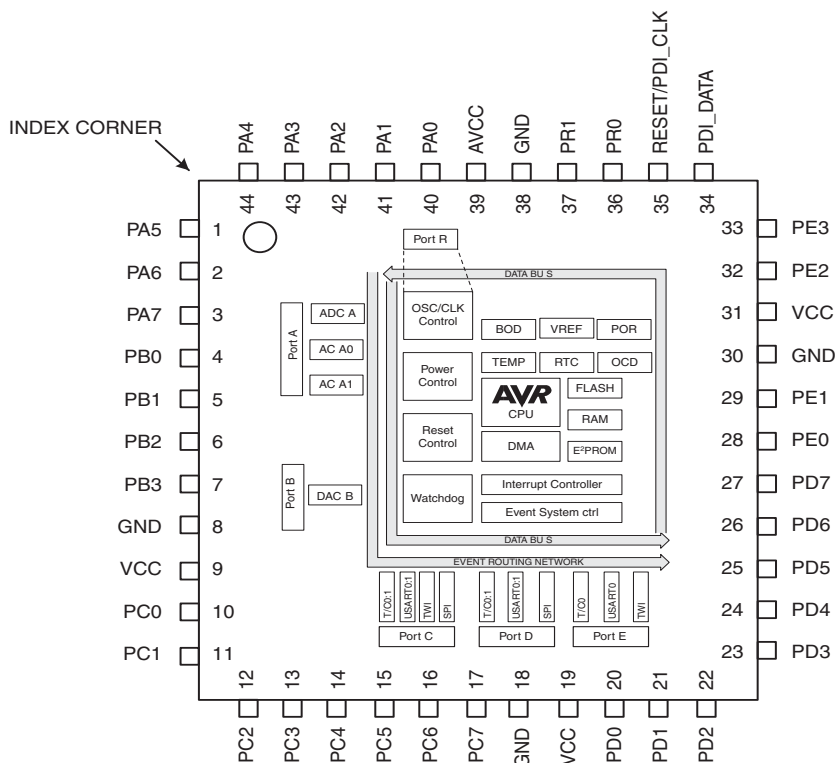 INDEX CORNER
PA4
PA3
PA2
PA1
PA0
AVCC
GND
PR1
PR0
RESET/PDI_CLK
PDI_DATA
44
43
42
41
40
39
38
37
36
35
34
PA5 1
PA6 2
PA7 3
PB0 4
PB1 5
PB2 6
PB3 7
GND 8
VCC 9
PC0 10
PC1 11
33 PE3
32 PE2
31 VCC
30 GND
29 PE1
28 PE0
27 PD7
26 PD6
25 PD5
24 PD4
23 PD3
Port R
DATA BU S
OSC/CLK
Control
Power
Control
Reset
Control
Watchdog
Port A
ADC A
AC A0
AC A1
Port B
DAC B
BOD
VREF
POR
TEMP
RTC
OCD
AVR
CPU
FLASH
RAM
DMA
E²PROM
Interrupt Controller
Event System ctrl
DATA BU S
EVENT ROUTING NETWORK
T/C0:1
USART0:1
TWI
SPI
T/C0:1
USART0:1
SPI
T/C0
USART0
TWI
Port C
Port D
Port E
12
13
14
15
16
17
18
19
20
21
22
PC2
PC3
PC4
PC5
PC6
PC7
GND
VCC
PD0
PD1
PD2